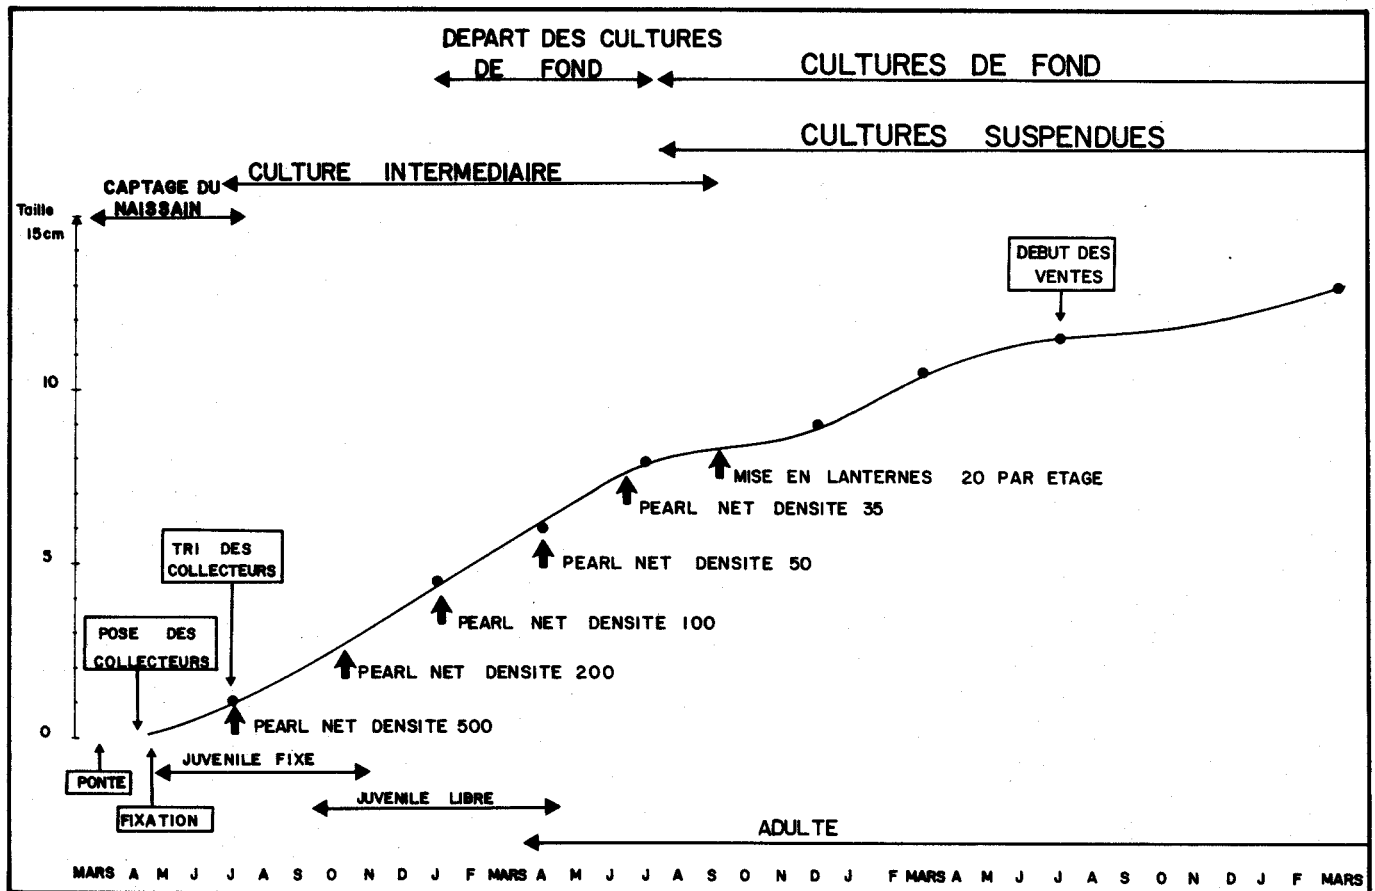 DEPART DES CULTURES
DE FOND
CULTURES DE FOND
CULTURES SUSPENDUES
CULTURE INTERMEDIAIRE
CAPTAGE DU
NAISSAIN
Taille
15cm
DEBUT DES
VENTES
10
MISE EN LANTERNES 20 PAR ETAGE
PEARL NET DENSITE 35
5
TRI DES
COLLECTEURS
PEARL NET DENSITE 50
PEARL NET DENSITE 100
POSE DES
COLLECTEURS
PEARL NET DENSITE 200
0
PEARL NET DENSITE 500
JUVENILE FIXE
PONTE
JUVENILE LIBRE
FIXATION
ADULTE
MARS A M J J A S O N D J F MARS A M J J A S O N D J F MARS A M J J A S O N D J F MARS